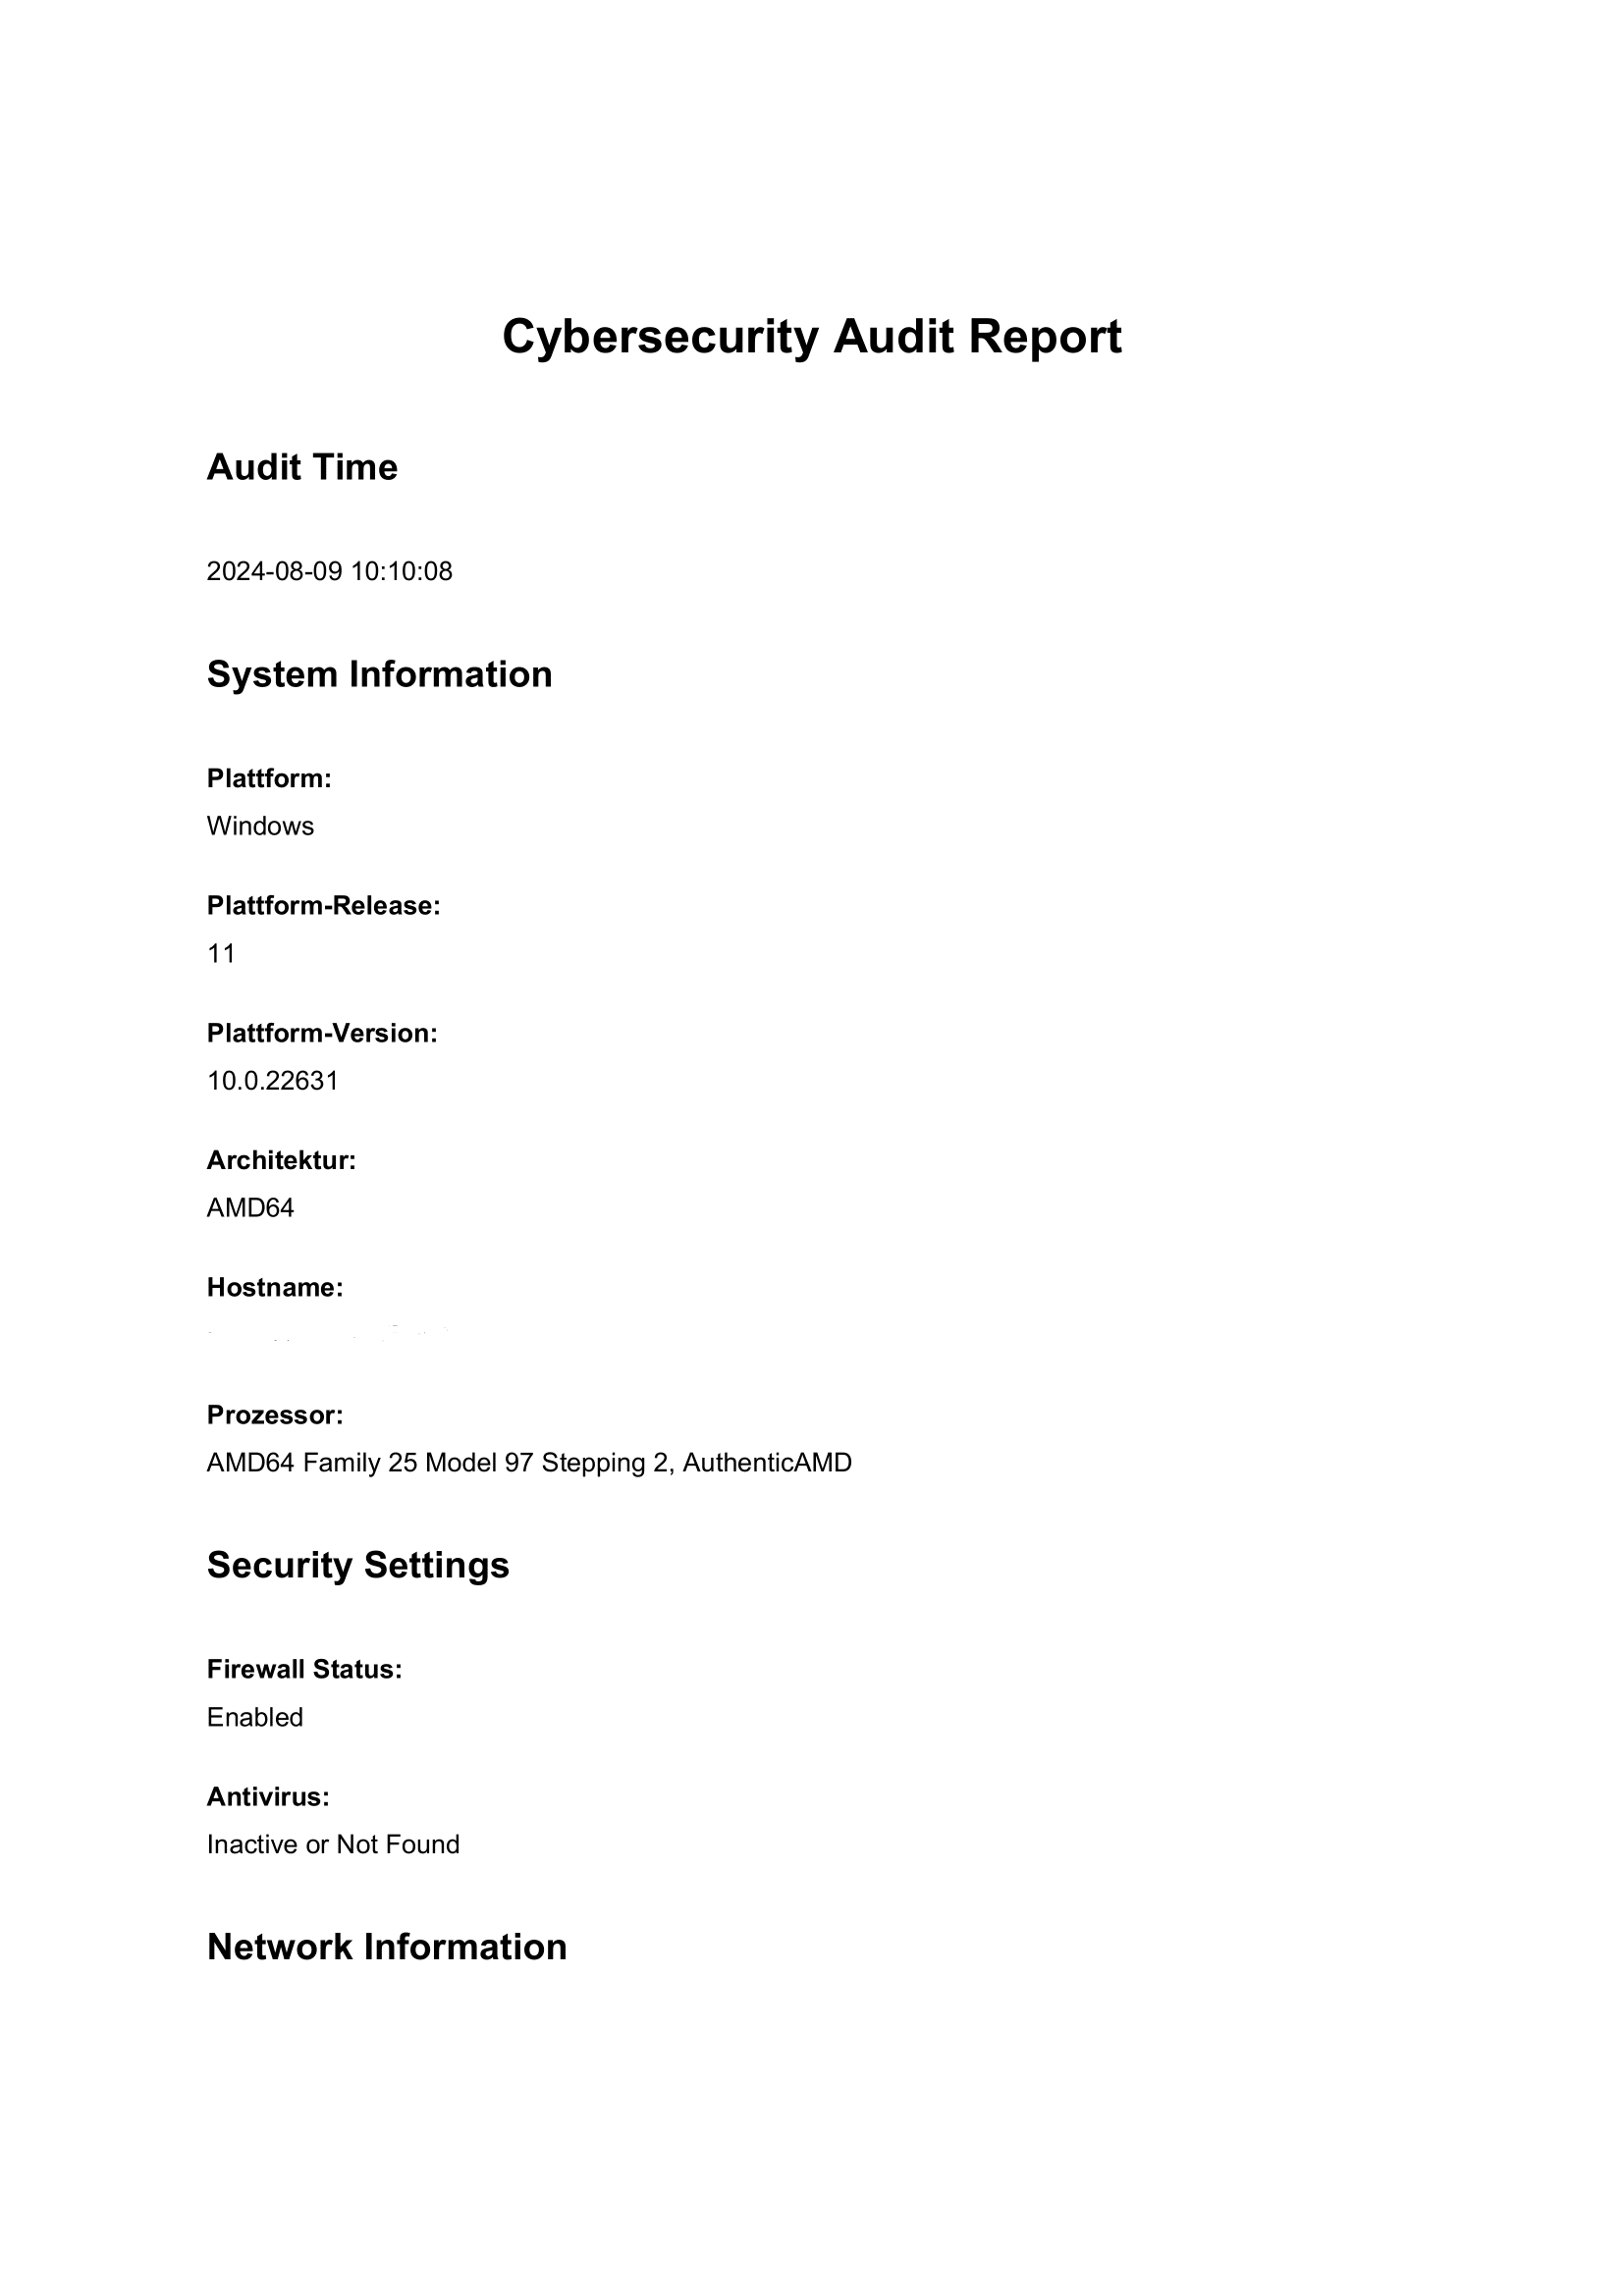 Cybersecurity Audit Report
Audit Time
2024-08-09 10:10:08
System Information
Plattform:
Windows
Plattform-Release:
11
Plattform-Version:
10.0.22631
Architektur:
AMD64
Hostname:
Prozessor:
AMD64 Family 25 Model 97 Stepping 2, AuthenticAMD
Security Settings
Firewall Status:
Enabled
Antivirus:
Inactive or Not Found
Network Information